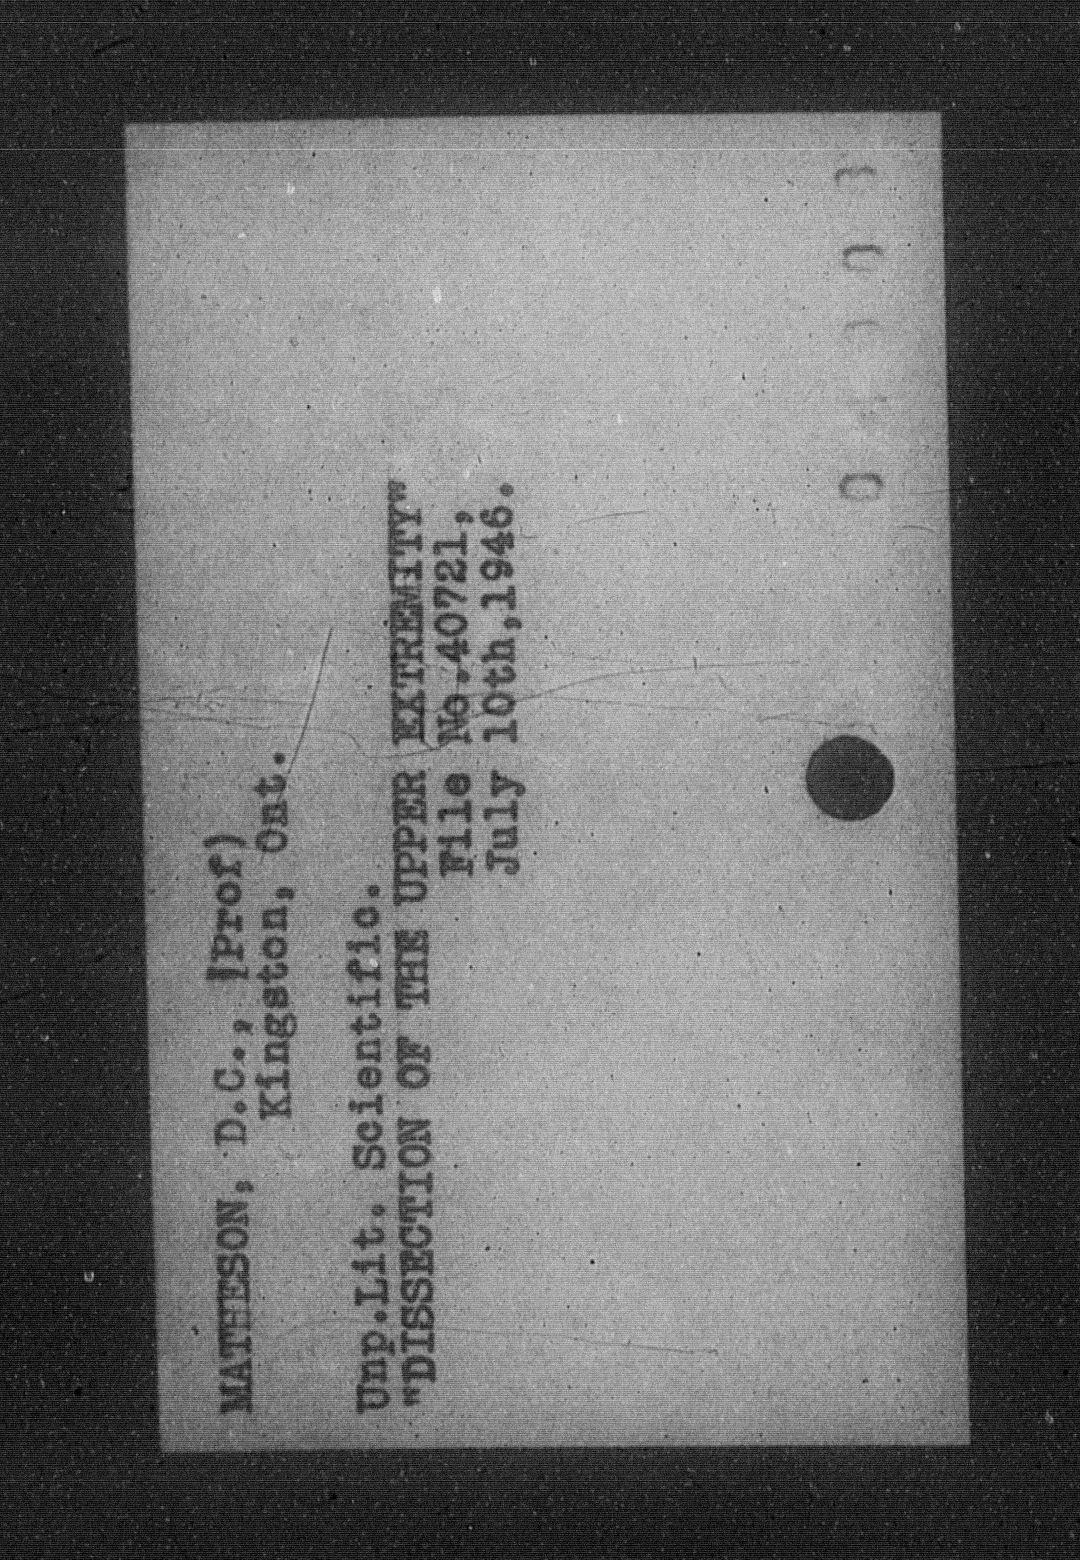 MATHESON, D.C., (Prof)
Kingston, Ont.
Unp.Lit. Scientific.
"DISSECTION OF THE UPPER EXTREMITY"
File No.40721,
July 10th,1946.